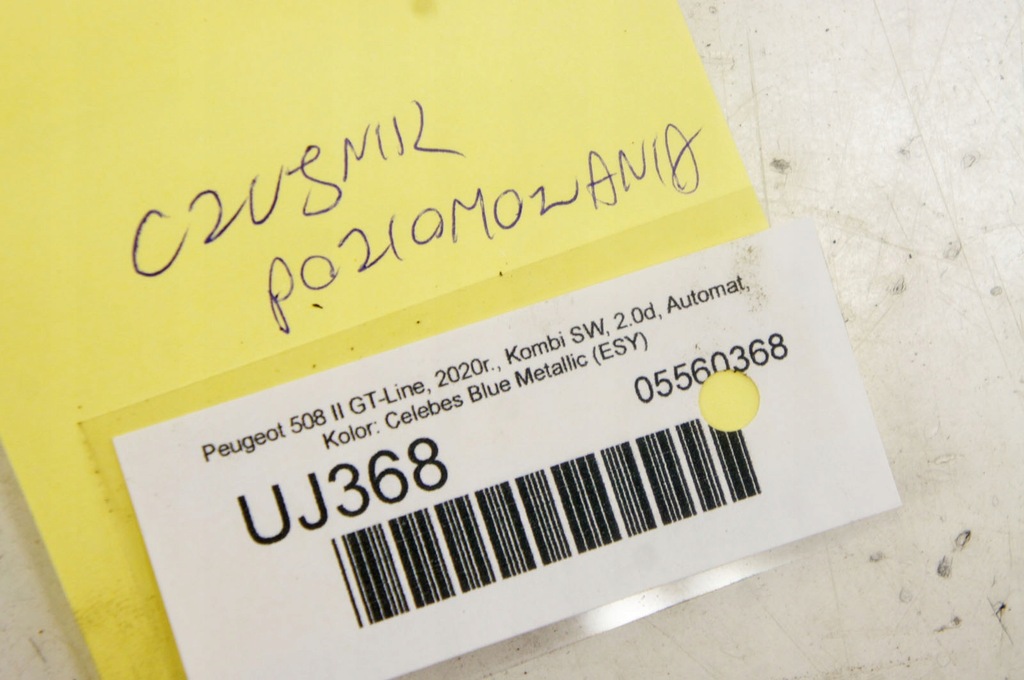 CZUJNIK
POZIOMOWANIA
Peugeot 508 II GT-Line, 2020r., Kombi SW, 2.0d, Automat,
Kolor: Celebes Blue Metallic (ESY)
05560368
UJ368